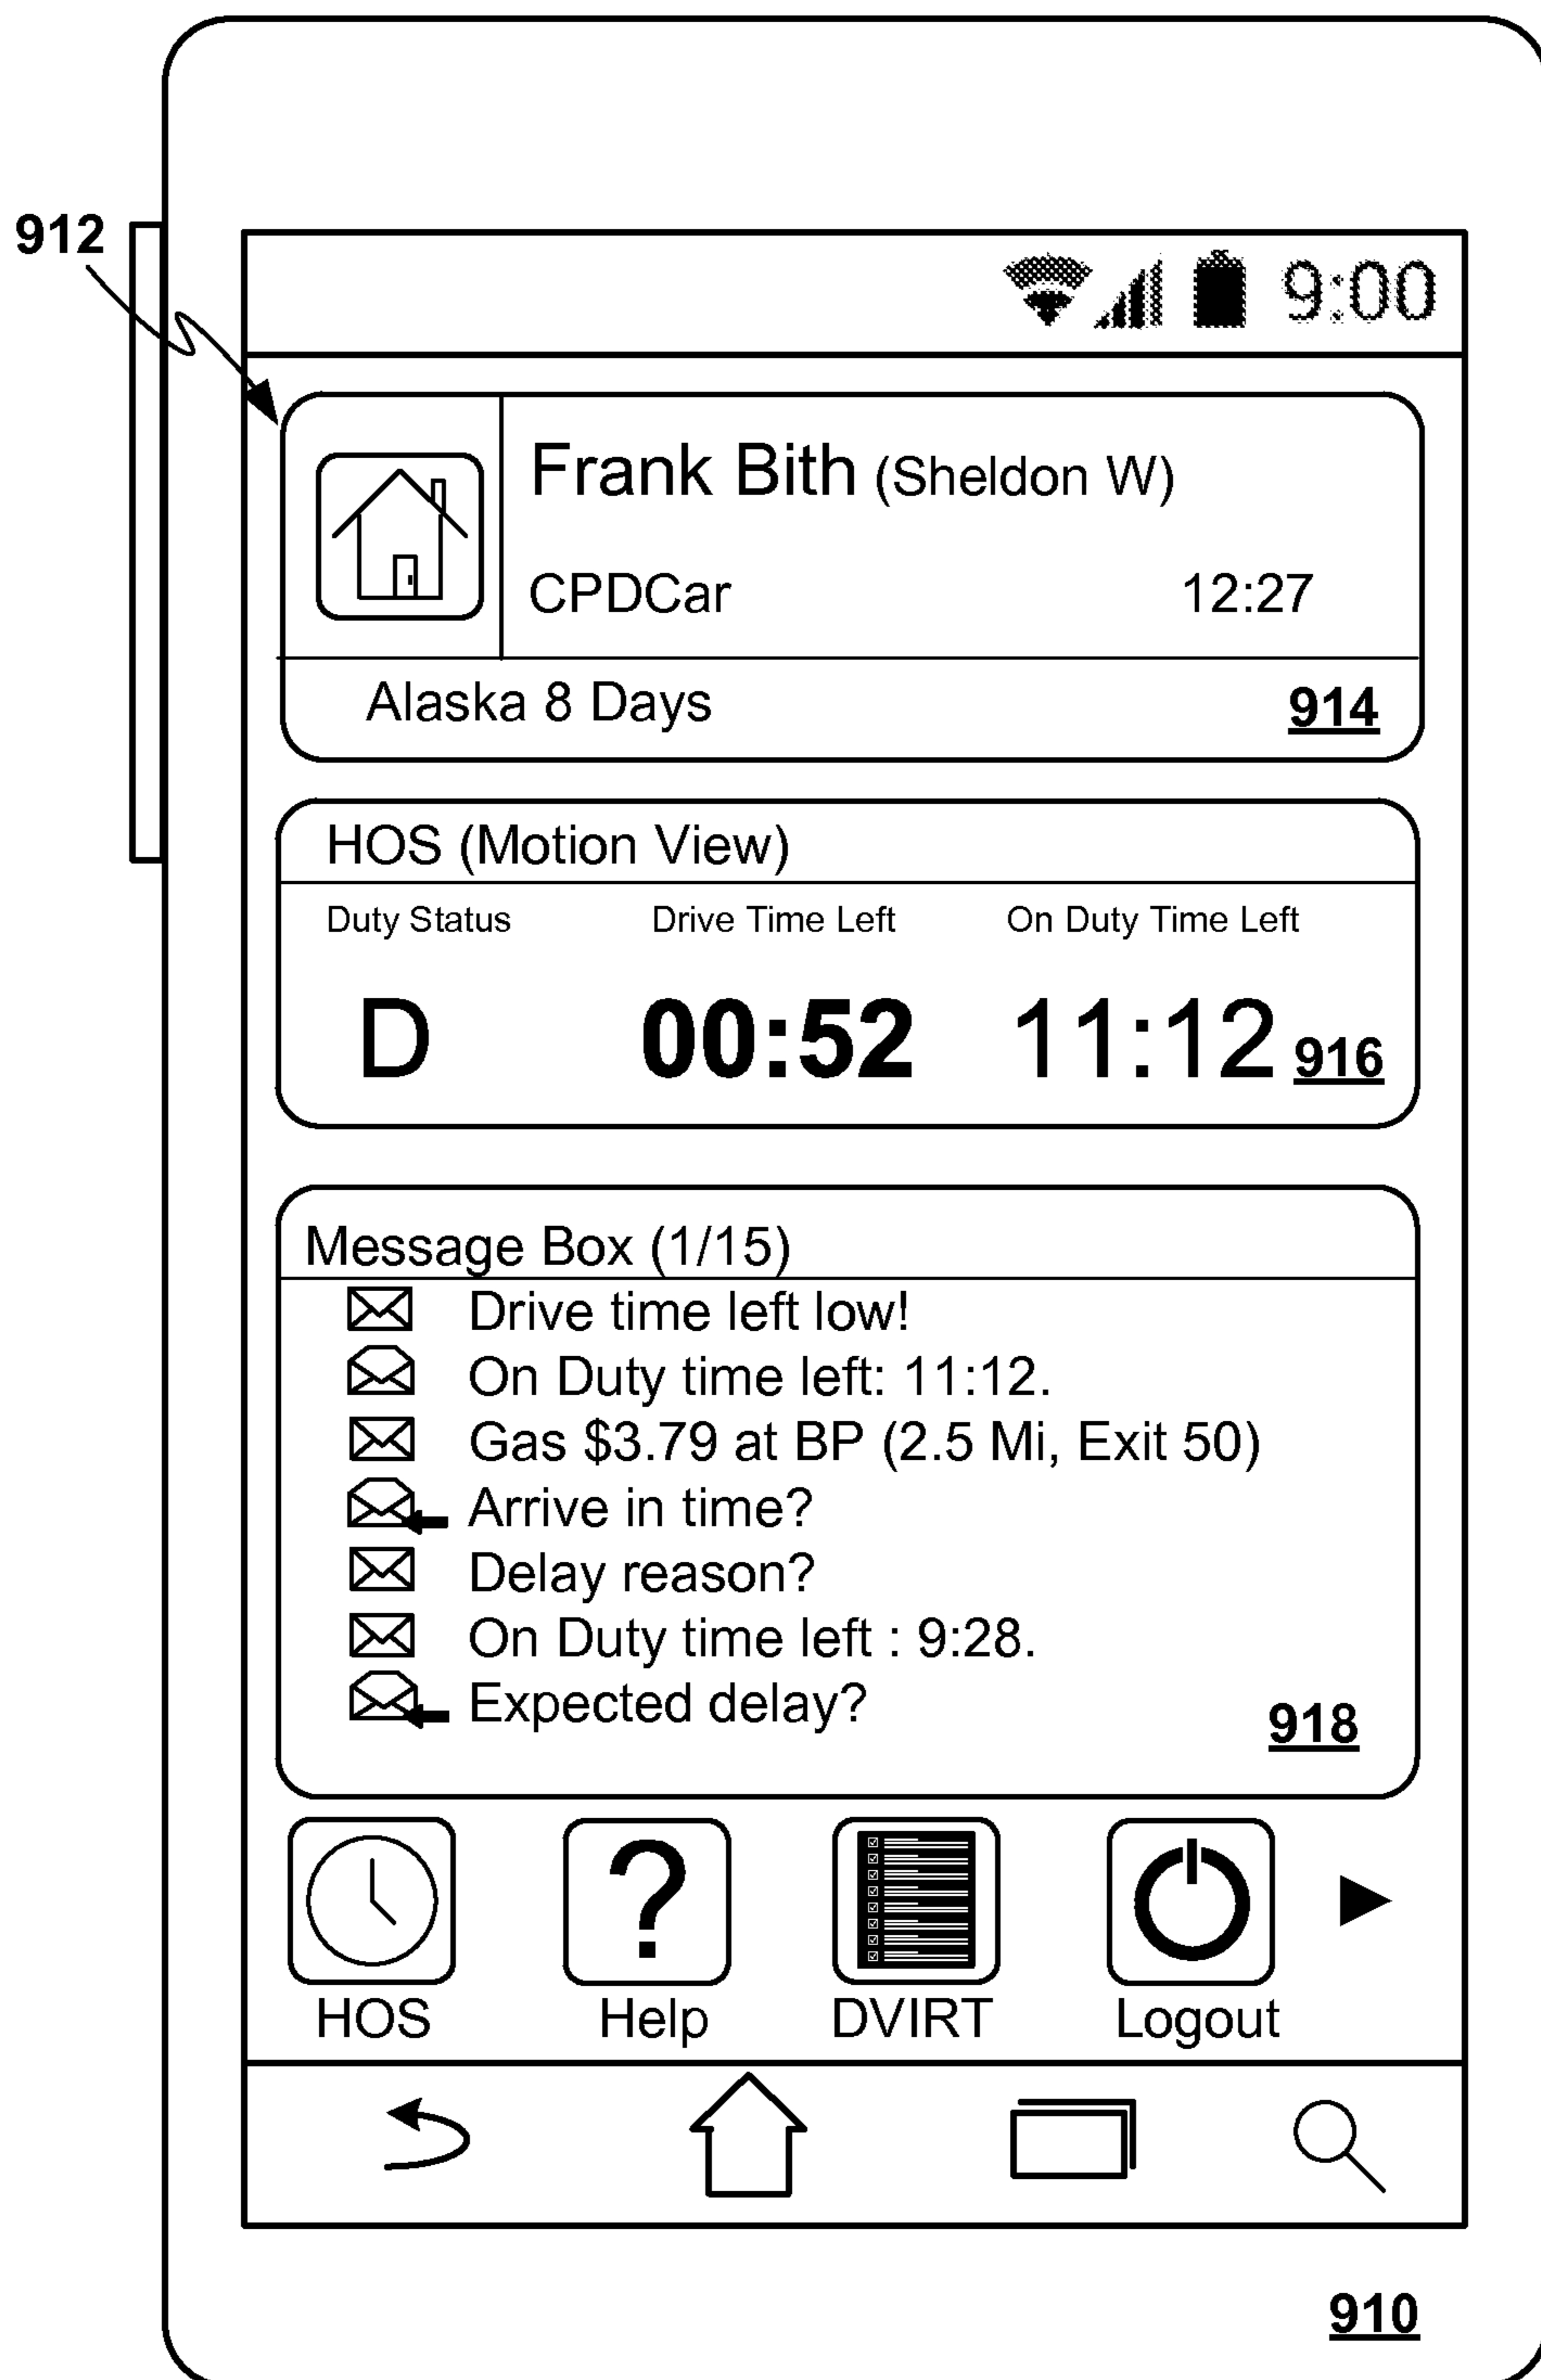 912
9:00
Frank Bith (Sheldon W)
CPDCar 12:27
Alaska 8 Days 914
HOS (Motion View)
Duty Status Drive Time Left On Duty Time Left
D 00:52 11:12 916
Message Box (1/15)
Drive time left low!
On Duty time left: 11:12.
Gas $3.79 at BP (2.5 Mi, Exit 50)
Arrive in time?
Delay reason?
On Duty time left : 9:28.
Expected delay?
918
?
HOS Help DVIRT Logout
910